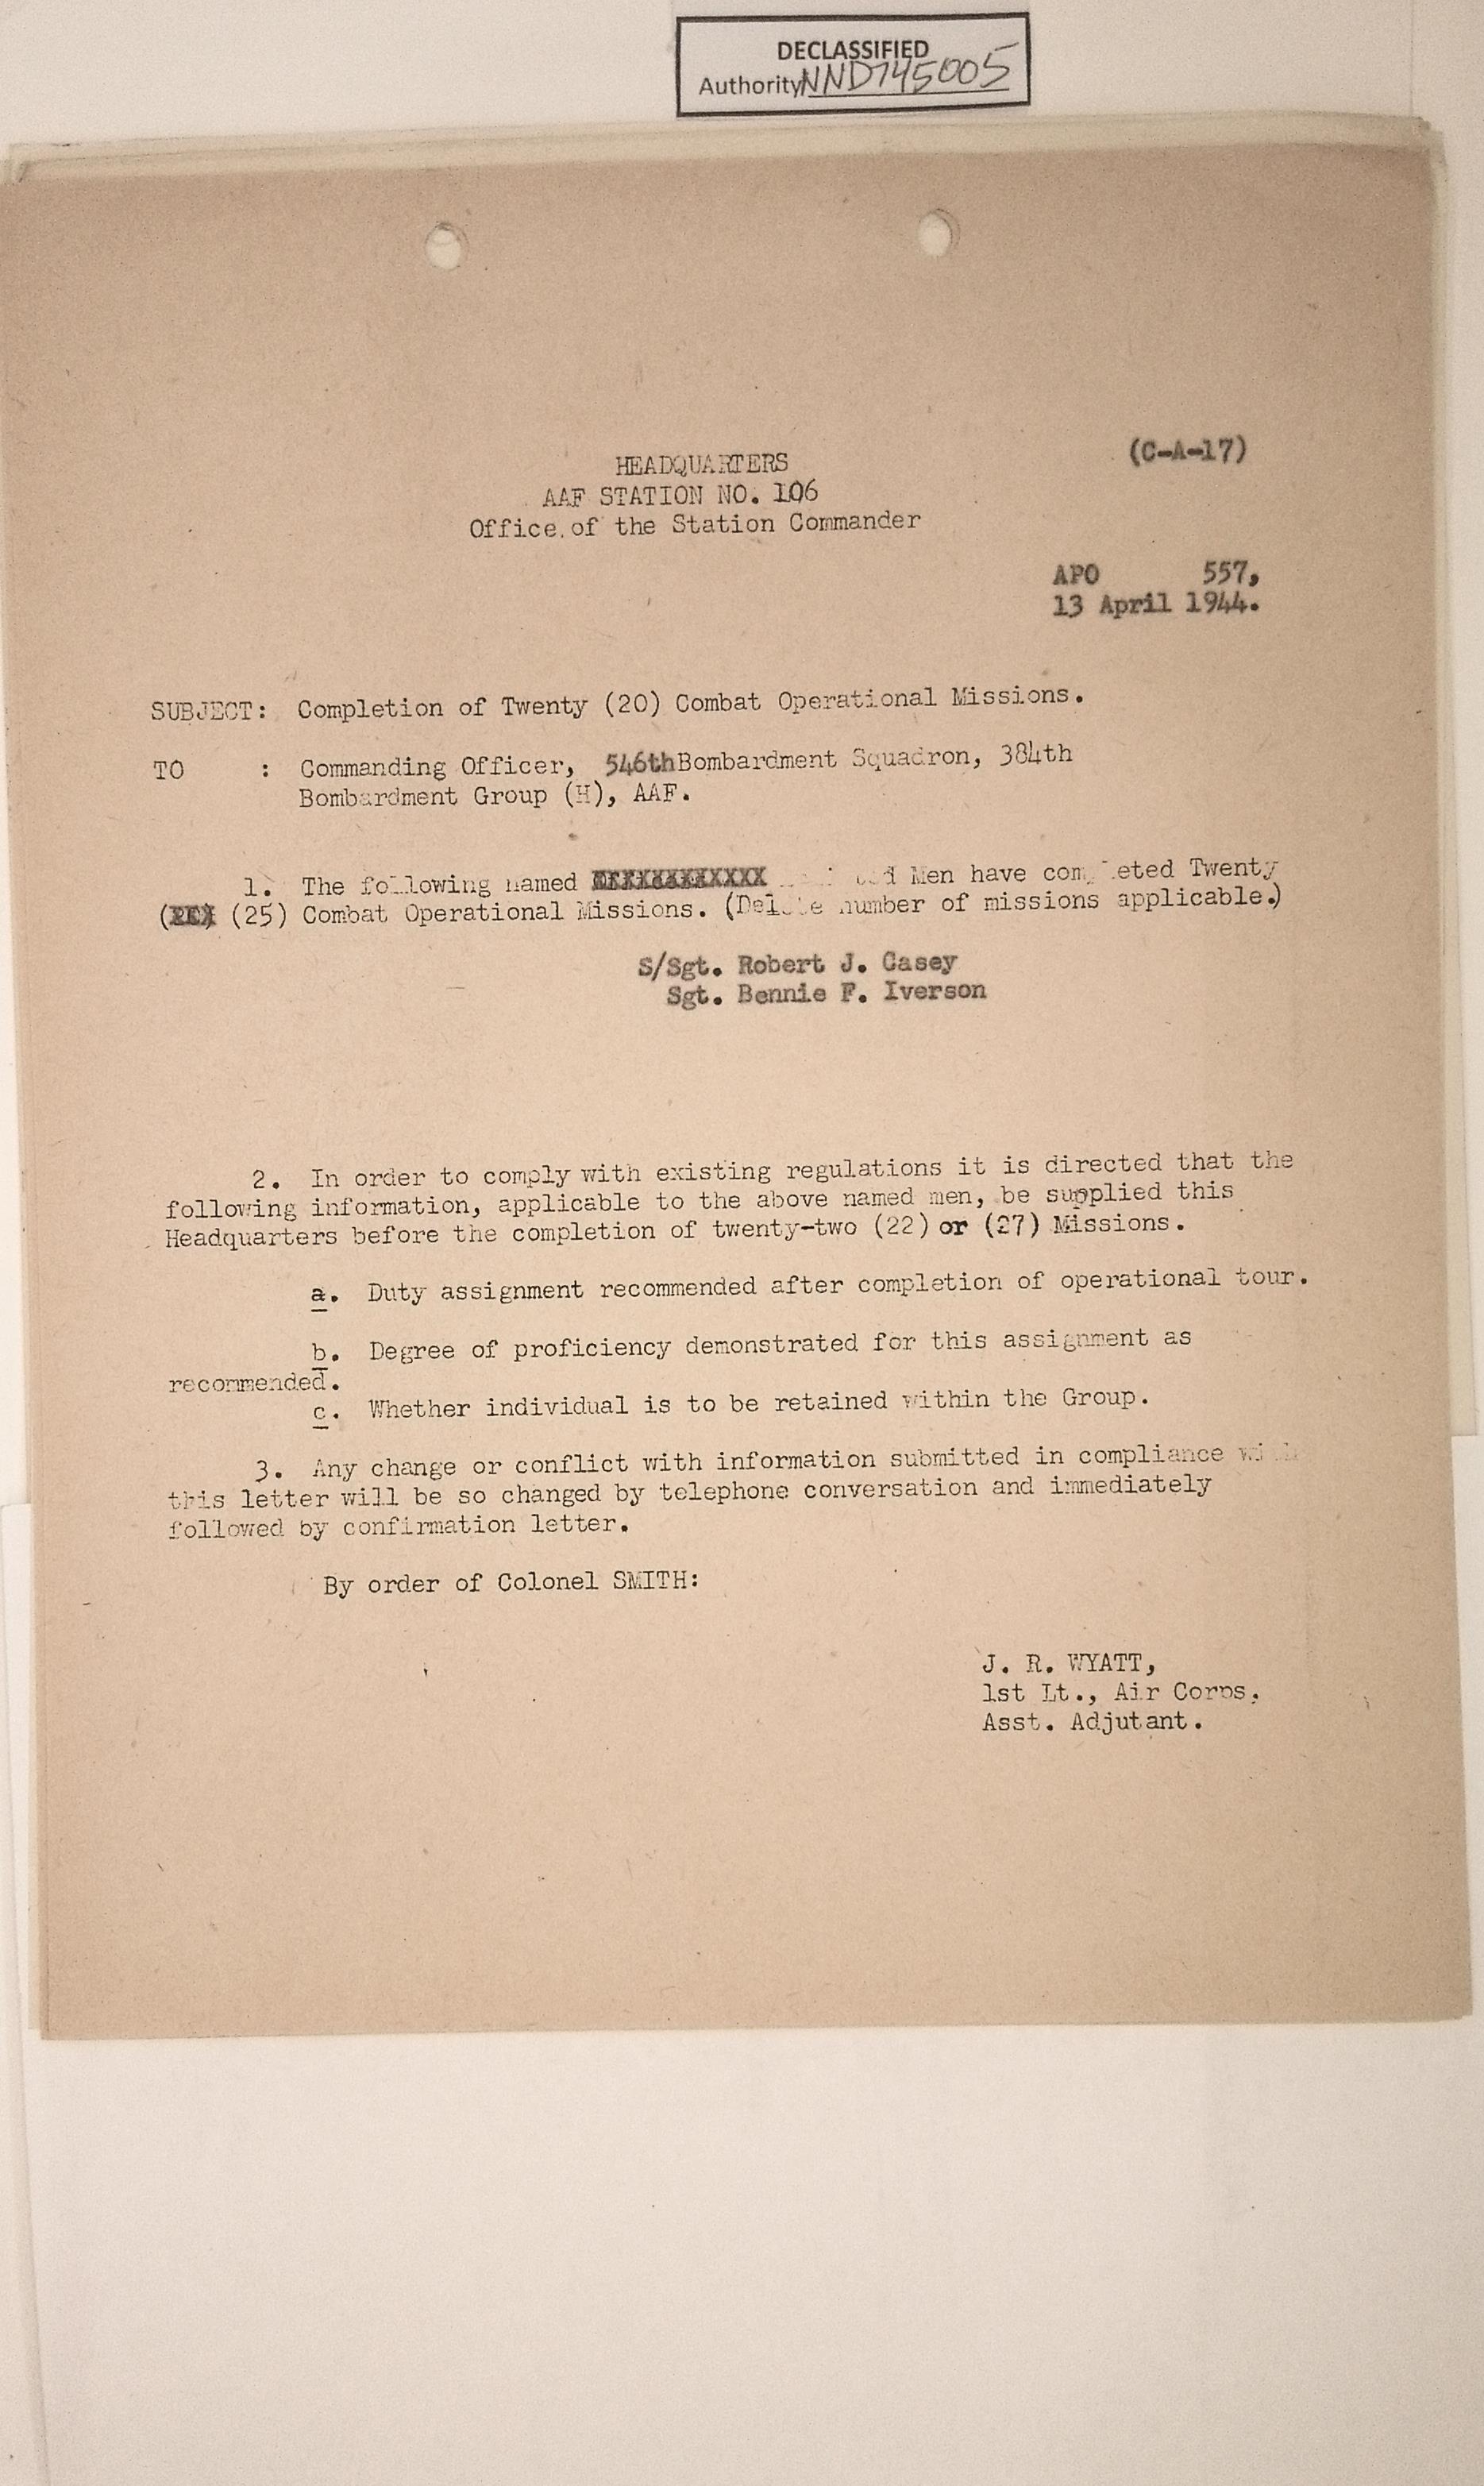 DECLASSIFIED
Authority NND745005
(C-A-17)
HEADQUARTERS
AAF STATION NO. 106
Office of the Station Commander
APO 557,
13 April 1944.
SUBJECT: Completion of Twenty (20) Combat Operational Missions.
TO : Commanding Officer, 546th Bombardment Squadron, 384th
Bombardment Group (H), AAF.
1. The following named Men have completed Twenty
(25) Combat Operational Missions. (Delete number of missions applicable.)
S/Sgt. Robert J. Casey
Sgt. Bennie F. Iverson
2. In order to comply with existing regulations it is directed that the
following information, applicable to the above named men, be supplied this
Headquarters before the completion of twenty-two (22) or (27) Missions.
a. Duty assignment recommended after completion of operational tour.
b. Degree of proficiency demonstrated for this assignment as
recommended.
c. Whether individual is to be retained within the Group.
3. Any change or conflict with information submitted in compliance with
this letter will be so changed by telephone conversation and immediately
followed by confirmation letter.
By order of Colonel SMITH:
J. R. WYATT,
1st Lt., Air Corps,
Asst. Adjutant.